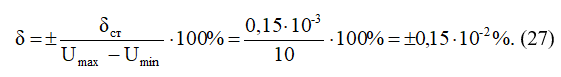 δ = ± δ_ст / (U_max − U_min) · 100% = 0,15·10^-3 / 10 · 100% = ±0,15·10^-2 %. (27)